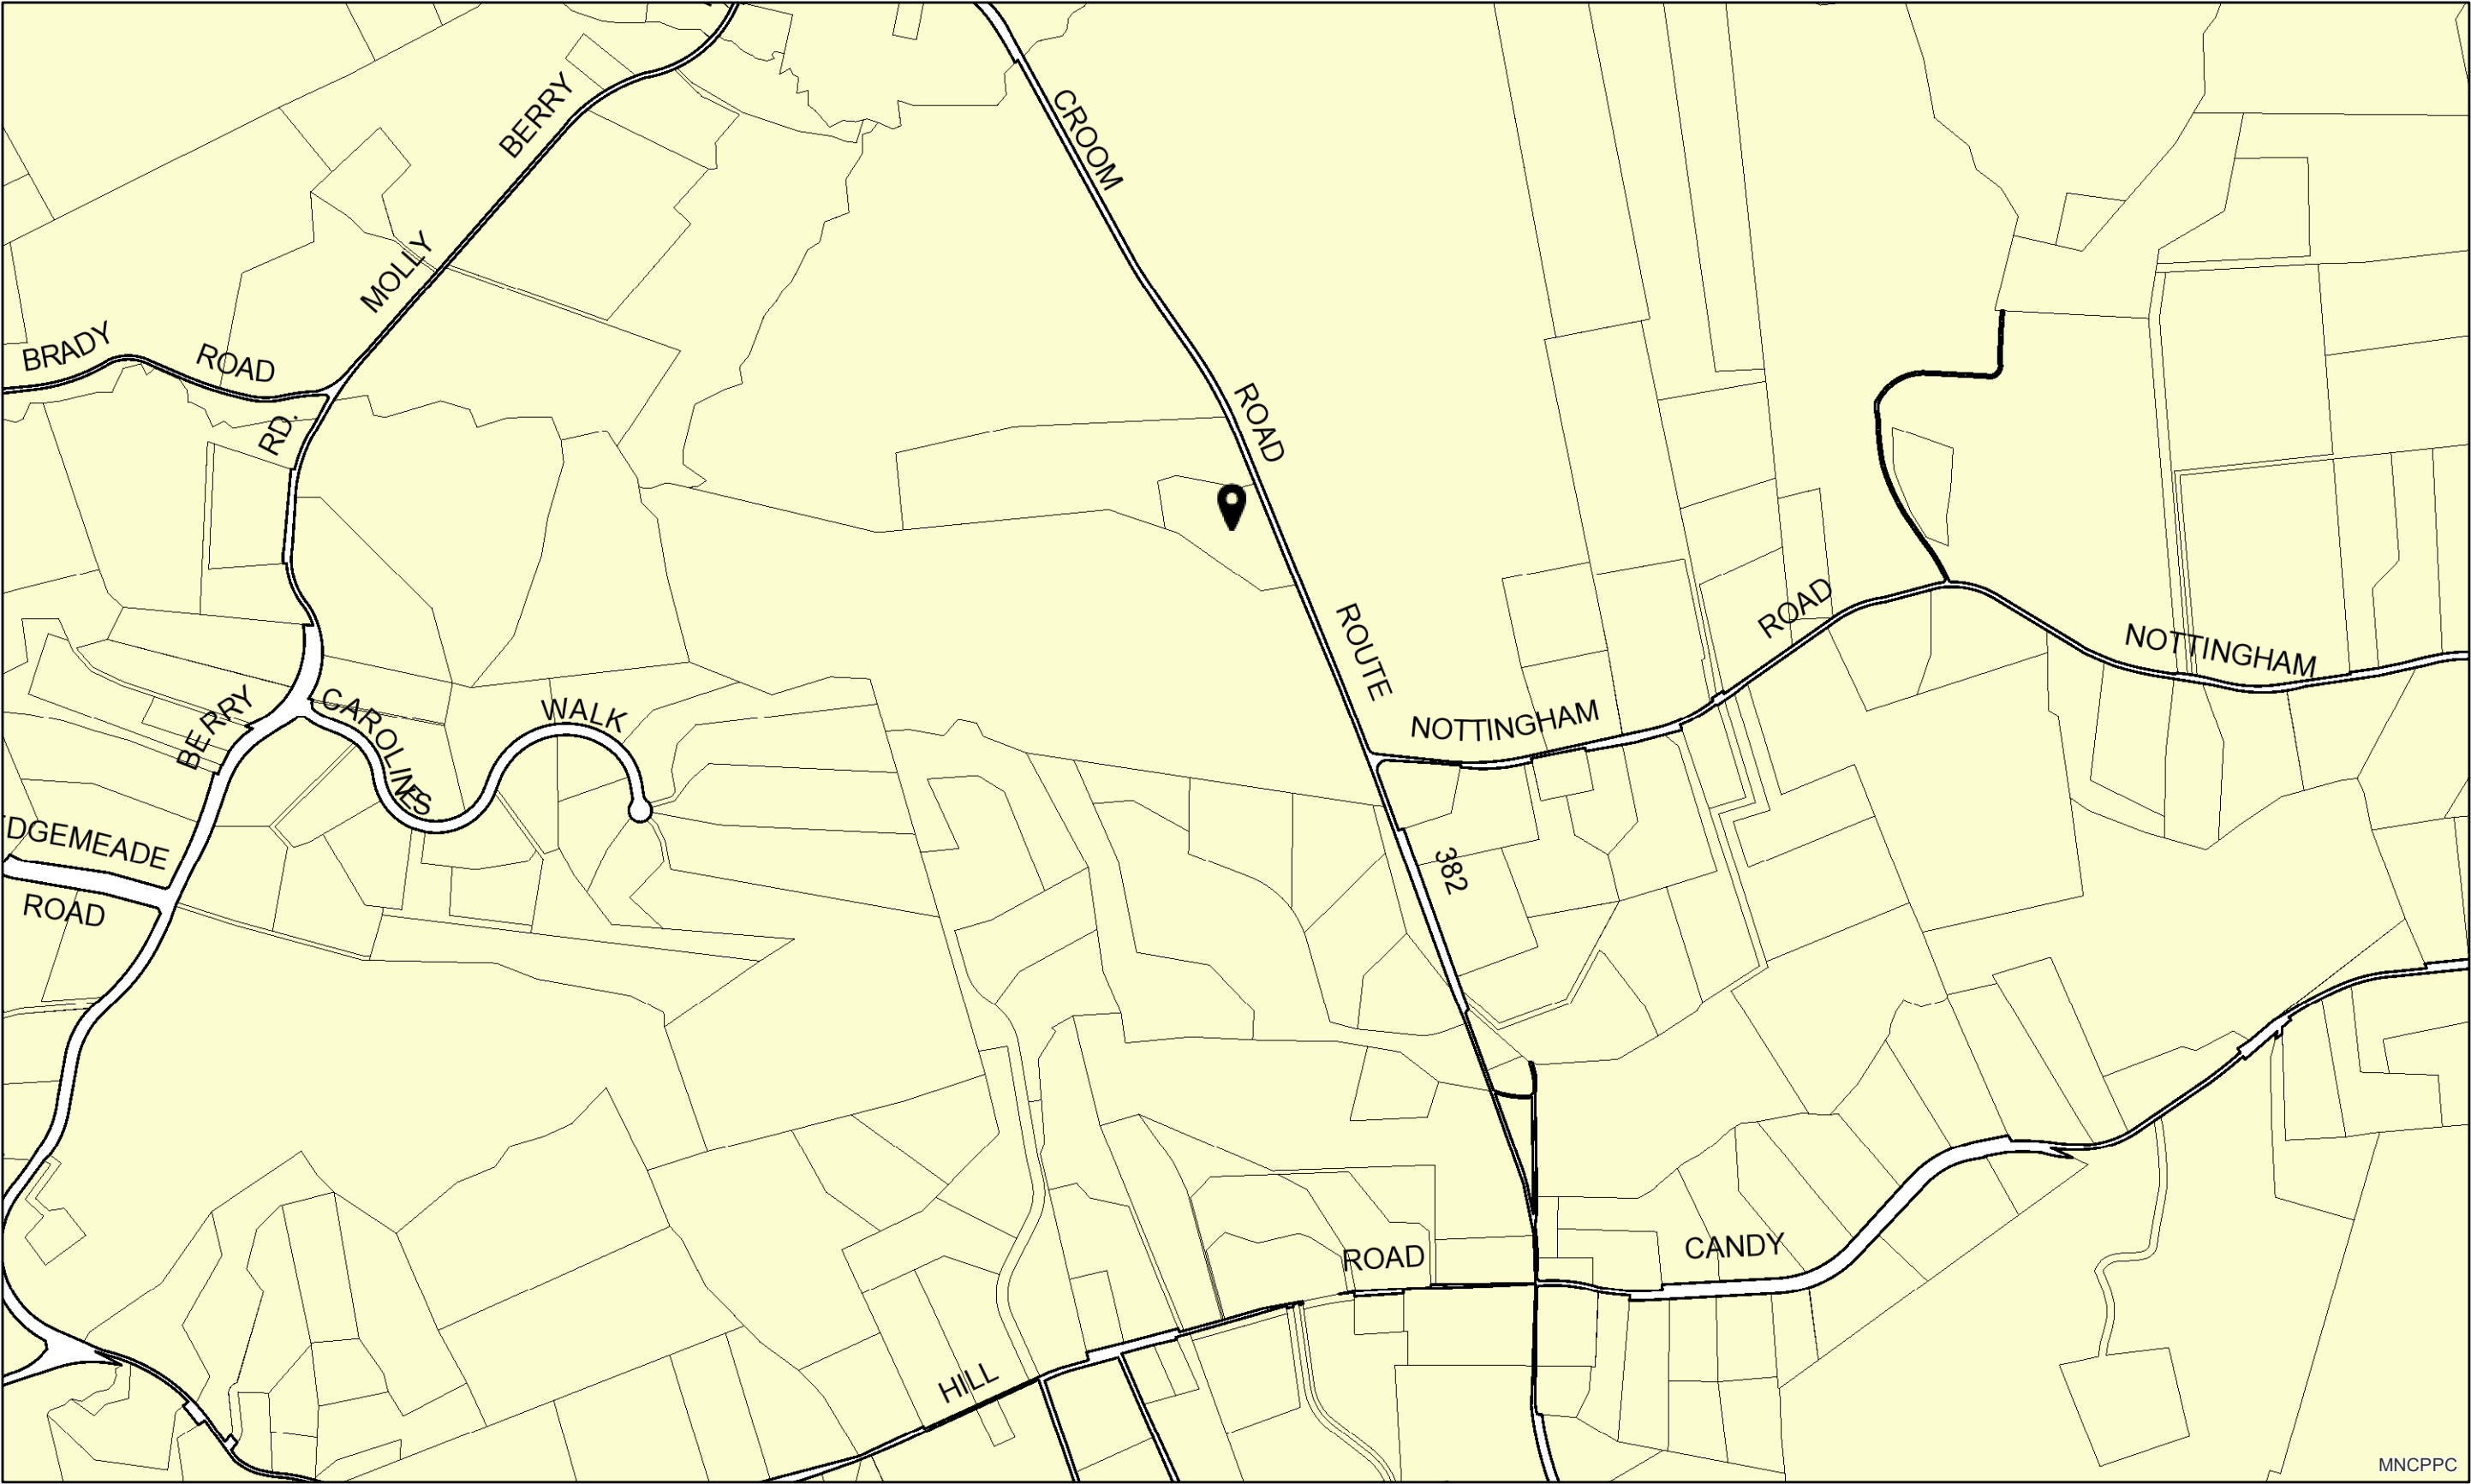 BERRY
CROOM
MOLLY
BRADY
ROAD
RD.
ROAD
ROUTE
ROAD
NOTTINGHAM
BERRY
CAROLINES
WALK
NOTTINGHAM
DGEMEADE
ROAD
382
ROAD
CANDY
HILL
MNCPPC